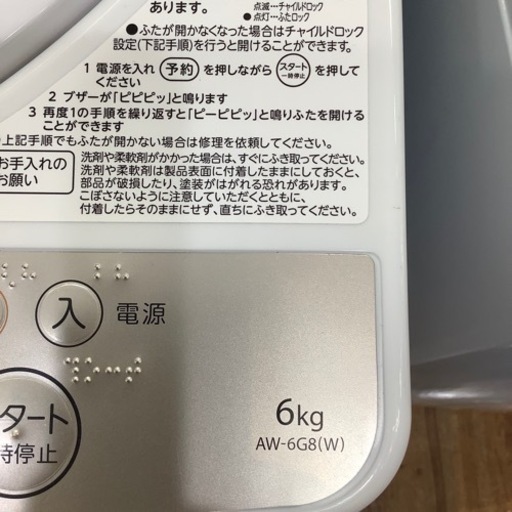 あります。
点滅…チャイルドロック
●点灯…ふたロック
●ふたが開かなくなった場合はチャイルドロック
設定(下記手順)を行うと開けることができます。
1 電源を入れ 予約 を押しながら スタート 一時停止 を押して
ください
2 ブザーが「ピピピッ」と鳴ります
3 再度1の手順を繰り返すと「ピーピピッ」と鳴りふたを開ける
ことができます
●上記手順でもふたが開かない場合は修理を依頼してください。
お手入れの
お願い
洗剤や柔軟剤がかかった場合は、すぐにふき取ってください。
洗剤や柔軟剤は製品表面に付着したままにしておくと、
部品が破損したり、塗装がはがれる恐れがあります。
こぼさないように注意していただくとともに、
付着したらそのままにせず、直ちにふき取ってください。
入 電源
タート
時停止
6kg
AW-6G8(W)